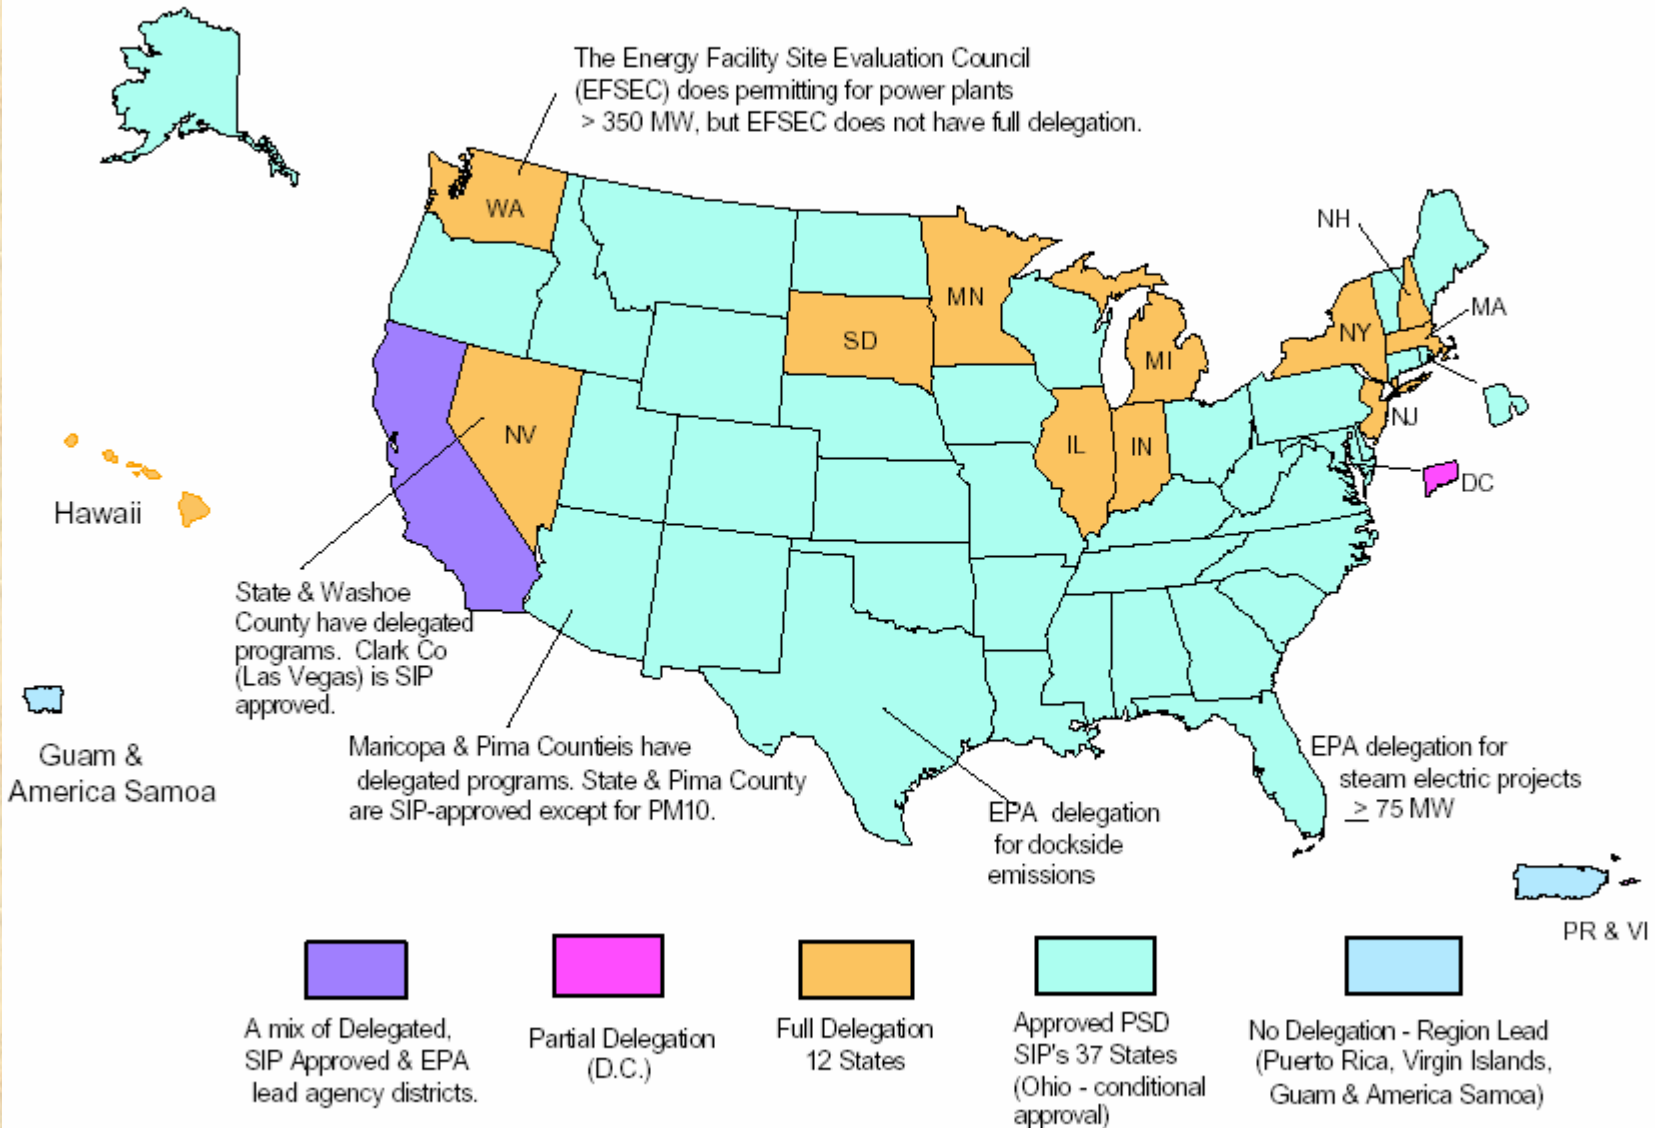 The Energy Facility Site Evaluation Council
(EFSEC) does permitting for power plants
> 350 MW, but EFSEC does not have full delegation.
WA
NH
MN
MA
SD
NY
MI
NJ
NV
IL
IN
DC
Hawaii
State & Washoe
County have delegated
programs. Clark Co
(Las Vegas) is SIP
approved.
Guam &
America Samoa
Maricopa & Pima Countieis have
delegated programs. State & Pima County
are SIP-approved except for PM10.
EPA delegation
for dockside
emissions
EPA delegation for
steam electric projects
> 75 MW
PR & VI
A mix of Delegated,
SIP Approved & EPA
lead agency districts.
Partial Delegation
(D.C.)
Full Delegation
12 States
Approved PSD
SIP's 37 States
(Ohio - conditional
approval)
No Delegation - Region Lead
(Puerto Rica, Virgin Islands,
Guam & America Samoa)